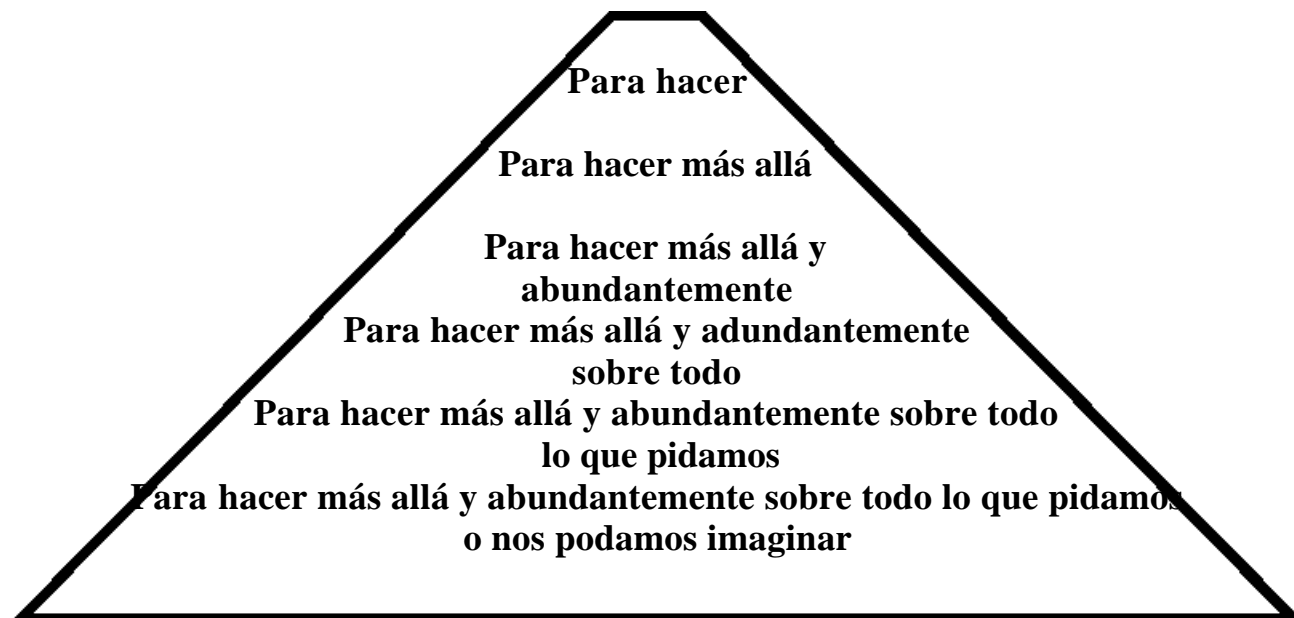 Para hacer
Para hacer más allá
Para hacer más allá y
abundantemente
Para hacer más allá y adundantemente
sobre todo
Para hacer más allá y abundantemente sobre todo
lo que pidamos
Para hacer más allá y abundantemente sobre todo lo que pidamos
o nos podamos imaginar